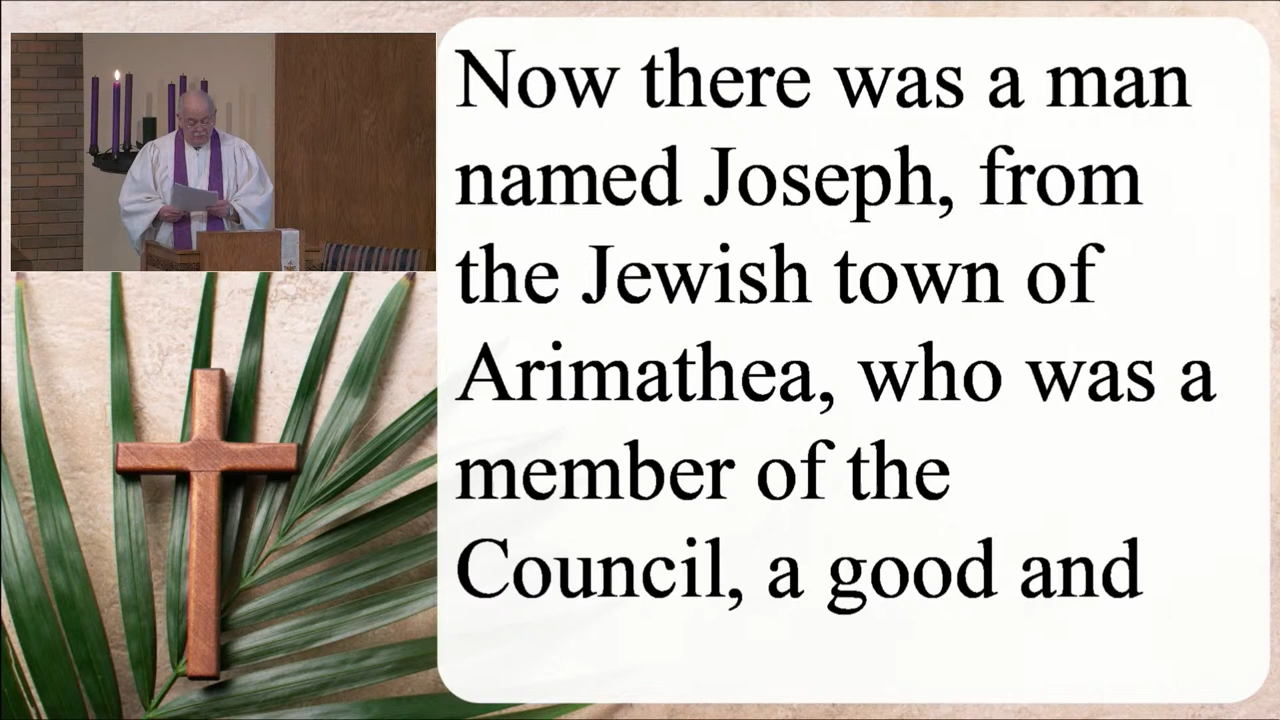 Now there was a man
named Joseph, from
the Jewish town of
Arimathea, who was a
member of the
Council, a good and